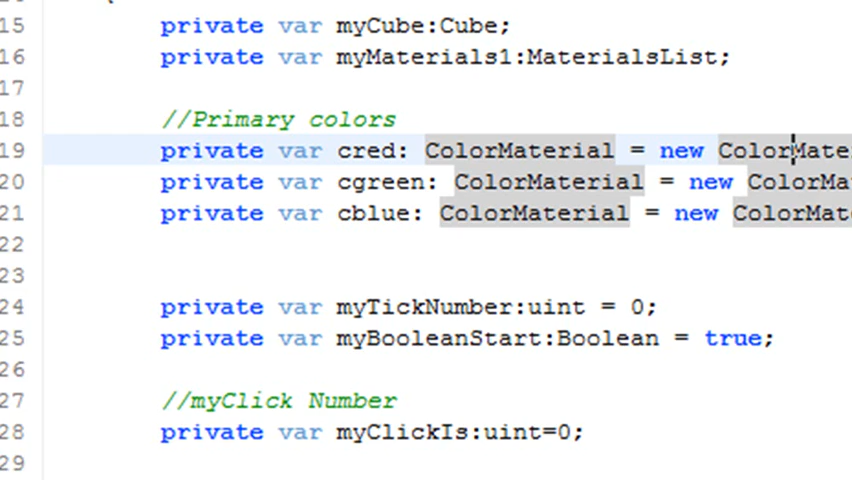 15 private var myCube:Cube;
16 private var myMaterials1:MaterialsList;
17
18 //Primary colors
19 private var cred: ColorMaterial = new ColorMate
20 private var cgreen: ColorMaterial = new ColorMa
21 private var cblue: ColorMaterial = new ColorMat
22
23
24 private var myTickNumber:uint = 0;
25 private var myBooleanStart:Boolean = true;
26
27 //myClick Number
28 private var myClickIs:uint=0;
29